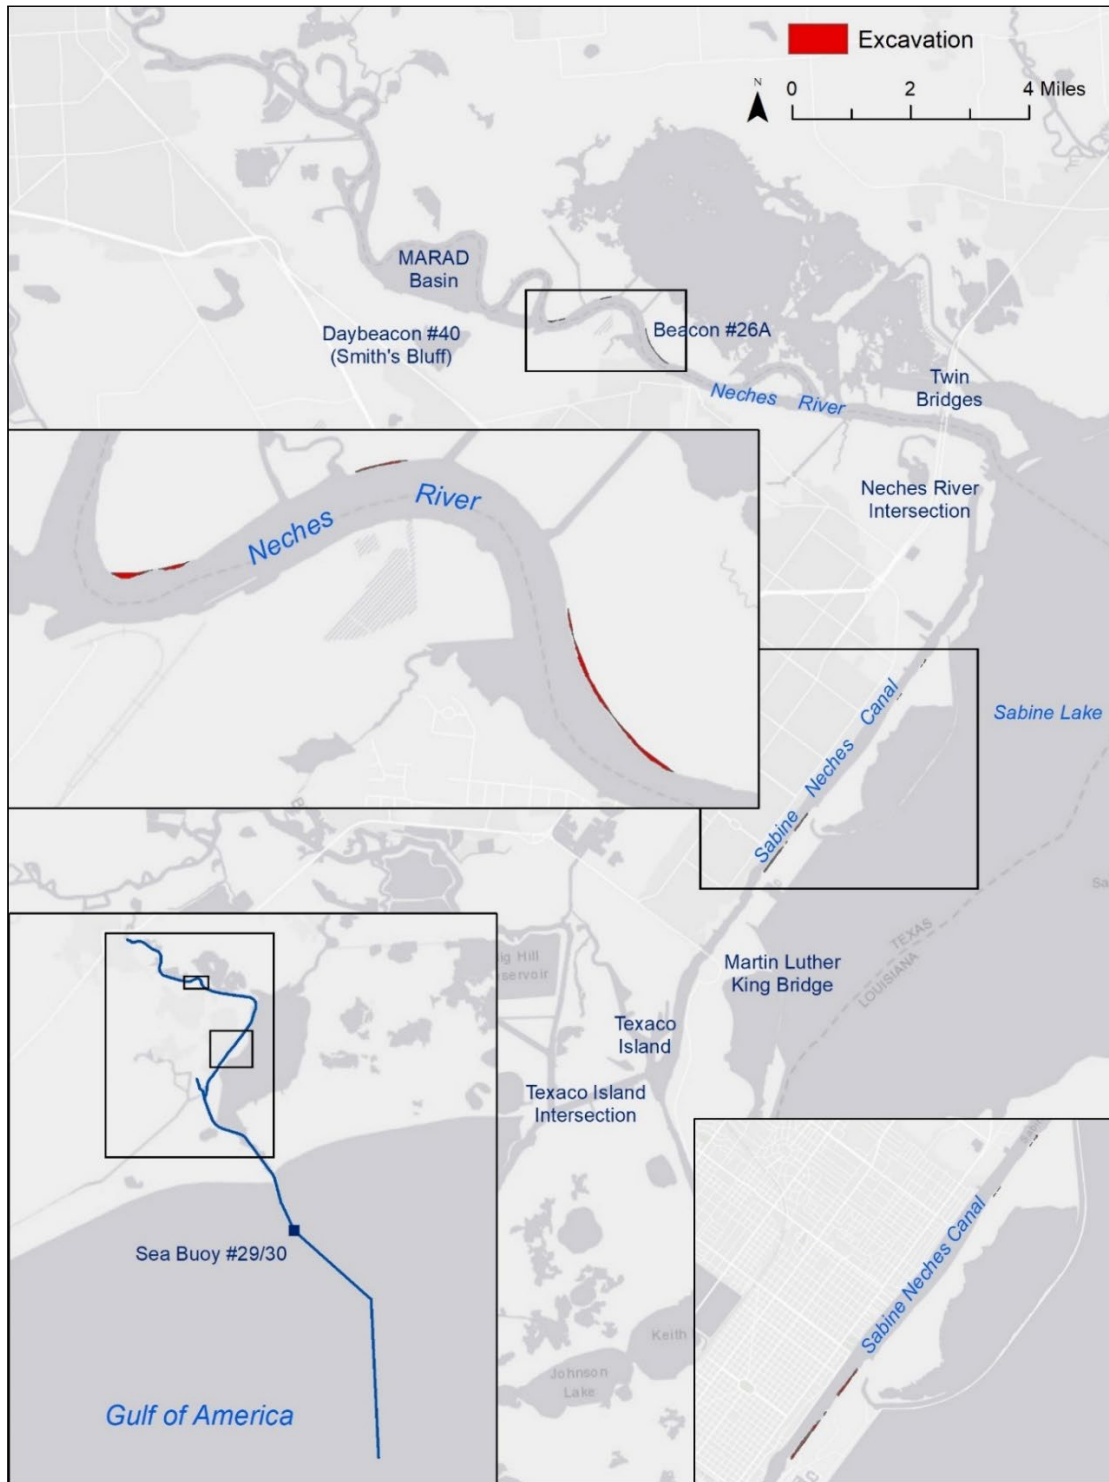 Excavation
N
0 2 4 Miles
MARAD
Basin
Daybeacon #40
(Smith's Bluff)
Beacon #26A
Neches River
Twin
Bridges
Neches River
Intersection
Neches River
Sabine Neches Canal
Sabine Lake
TEXAS
LOUISIANA
Martin Luther
King Bridge
Texaco
Island
Texaco Island
Intersection
Sea Buoy #29/30
Gulf of America
Keith
Johnson
Lake
Sabine Neches Canal